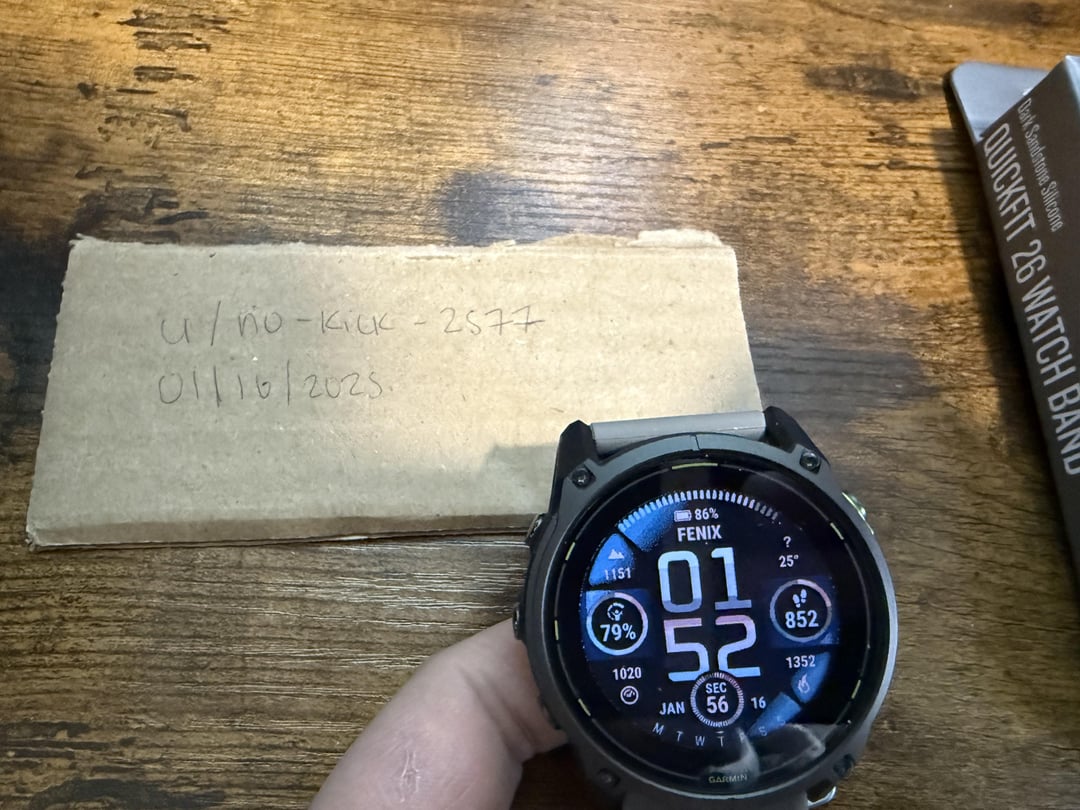 u/no-kick-2577
01/16/2025
Dark Sandstone Silicone
QUICKFIT 26 WATCH BAND
86%
FENIX
?
25°
1151
01
52
79%
852
1020
1352
SEC
56
JAN
16
M T W T S
GARMIN